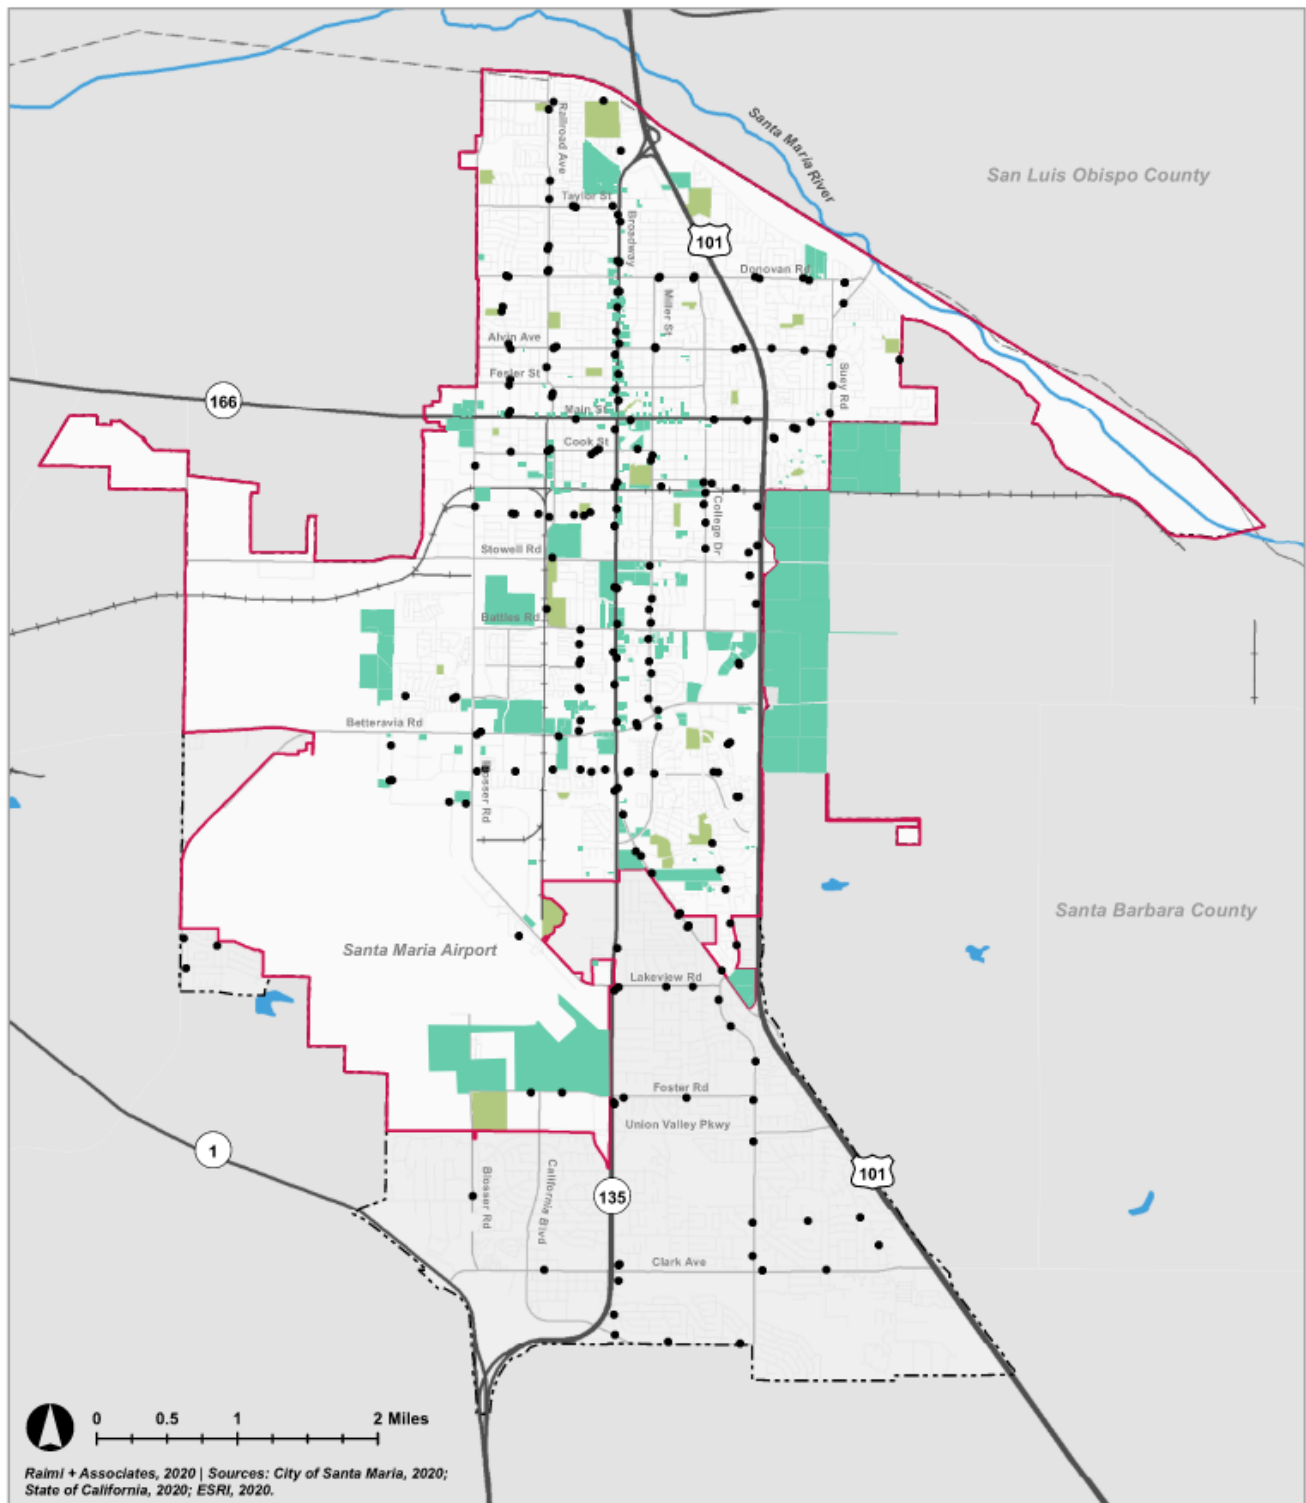 Santa Maria River
San Luis Obispo County
Railroad Ave
Taylor St
Broadway
101
Donovan Rd
Miller St
Alvin Ave
Suey Rd
Fesler St
166
Main St
Cook St
College Dr
Stowell Rd
Battles Rd
Betteravia Rd
Blosser Rd
Santa Barbara County
Santa Maria Airport
Lakeview Rd
Foster Rd
Union Valley Pkwy
1
101
Blosser Rd
California Blvd
135
Clark Ave
0 0.5 1 2 Miles
Raimi + Associates, 2020 | Sources: City of Santa Maria, 2020;
State of California, 2020; ESRI, 2020.